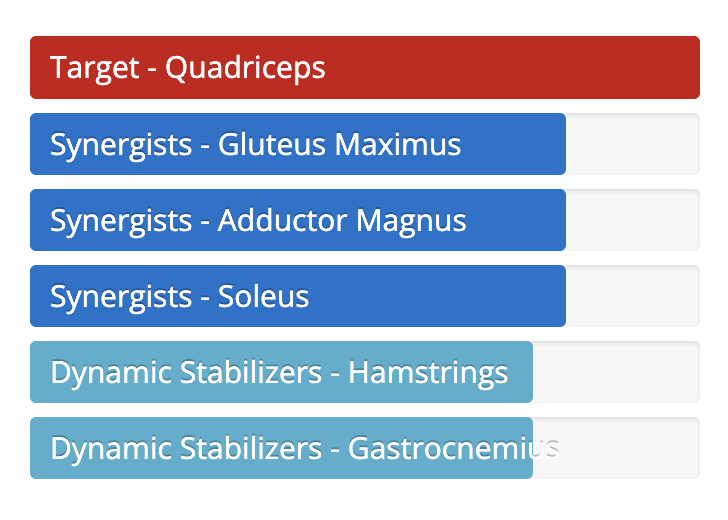 Target - Quadriceps
Synergists - Gluteus Maximus
Synergists - Adductor Magnus
Synergists - Soleus
Dynamic Stabilizers - Hamstrings
Dynamic Stabilizers - Gastrocnemius